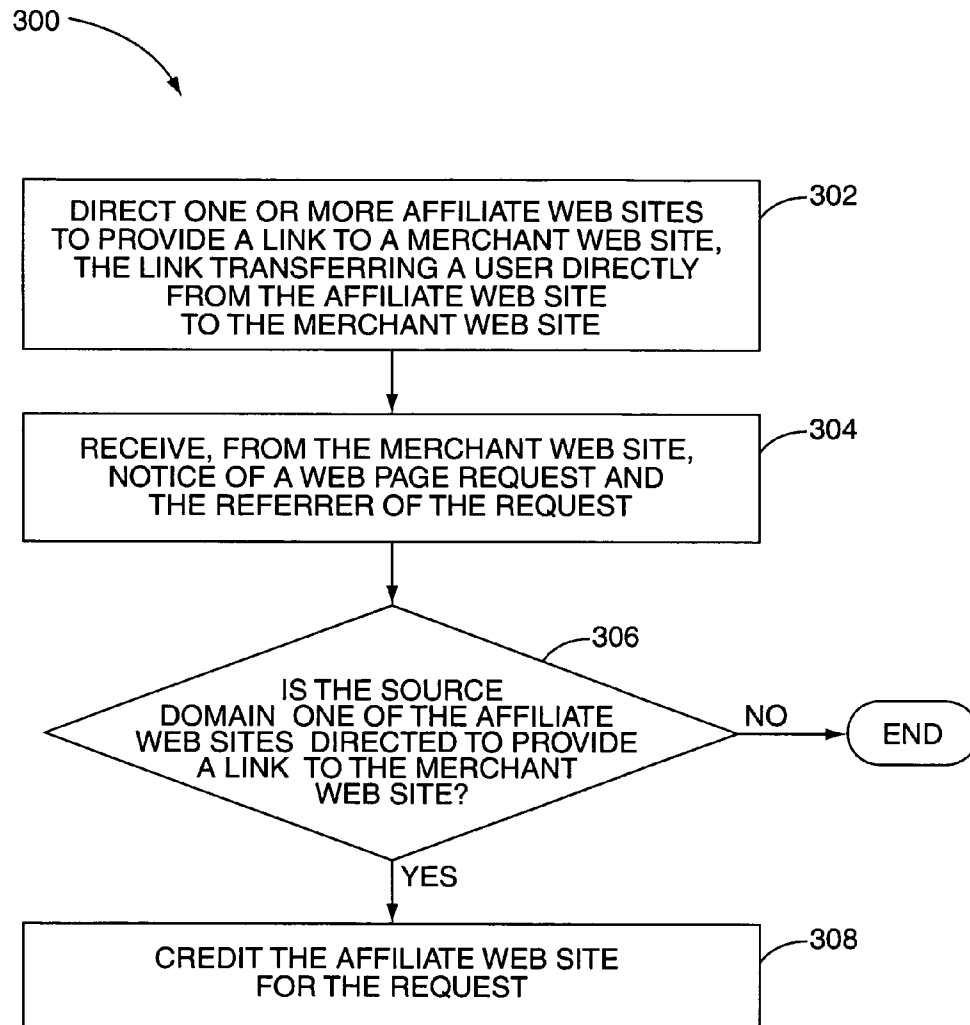 300
DIRECT ONE OR MORE AFFILIATE WEB SITES
TO PROVIDE A LINK TO A MERCHANT WEB SITE,
THE LINK TRANSFERRING A USER DIRECTLY
FROM THE AFFILIATE WEB SITE
TO THE MERCHANT WEB SITE
302
RECEIVE, FROM THE MERCHANT WEB SITE,
NOTICE OF A WEB PAGE REQUEST AND
THE REFERRER OF THE REQUEST
304
IS THE SOURCE
DOMAIN ONE OF THE AFFILIATE
WEB SITES DIRECTED TO PROVIDE
A LINK TO THE MERCHANT
WEB SITE?
306
NO
END
YES
CREDIT THE AFFILIATE WEB SITE
FOR THE REQUEST
308